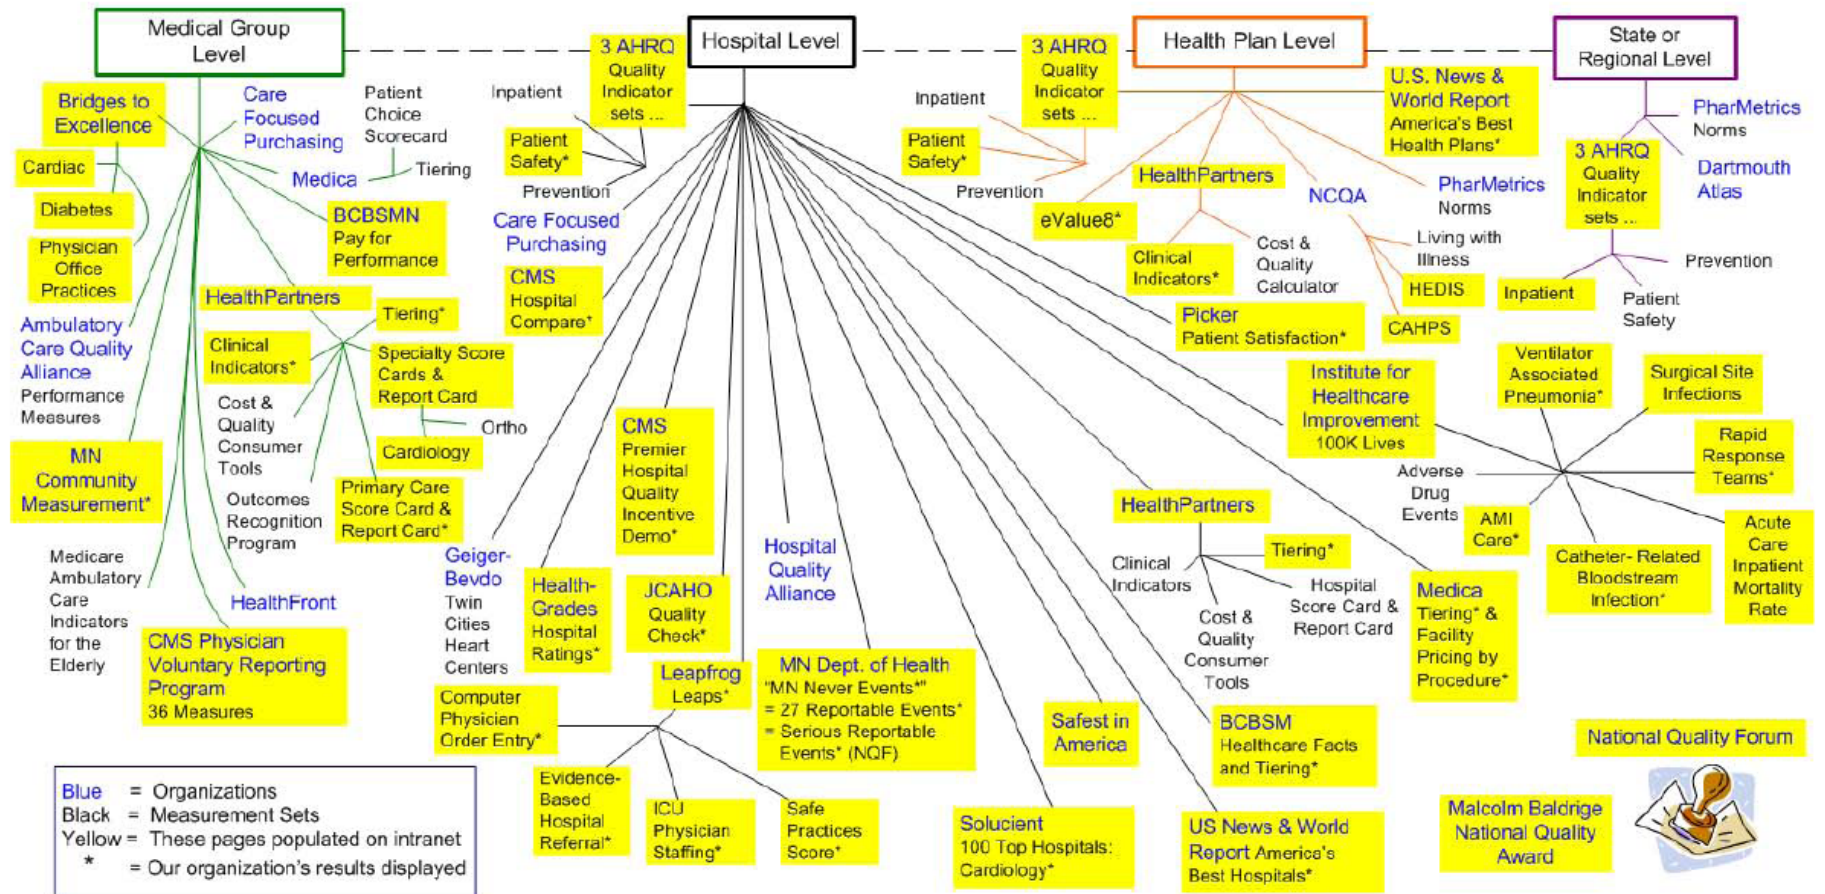 Medical Group
Level
Hospital Level
Health Plan Level
State or
Regional Level
Bridges to
Excellence
Cardiac
Diabetes
Physician
Office
Practices
Care
Focused
Purchasing
Patient
Choice
Scorecard
Medica
Tiering
BCBSMN
Pay for
Performance
Ambulatory
Care Quality
Alliance
Performance
Measures
MN
Community
Measurement*
Medicare
Ambulatory
Care
Indicators
for the
Elderly
CMS Physician
Voluntary Reporting
Program
36 Measures
HealthFront
HealthPartners
Tiering*
Clinical
Indicators*
Specialty Score
Cards &
Report Card
Ortho
Cardiology
Cost &
Quality
Consumer
Tools
Outcomes
Recognition
Program
Primary Care
Score Card &
Report Card*
3 AHRQ
Quality
Indicator
sets ...
Inpatient
Patient
Safety*
Prevention
Care Focused
Purchasing
CMS
Hospital
Compare*
Geiger-
Bevdo
Twin
Cities
Heart
Centers
Health-
Grades
Hospital
Ratings*
CMS
Premier
Hospital
Quality
Incentive
Demo*
JCAHO
Quality
Check*
Leapfrog
Leaps*
Computer
Physician
Order Entry*
Evidence-
Based
Hospital
Referral*
ICU
Physician
Staffing*
Safe
Practices
Score*
Hospital
Quality
Alliance
MN Dept. of Health
"MN Never Events*"
= 27 Reportable Events*
= Serious Reportable
Events* (NQF)
Solucient
100 Top Hospitals:
Cardiology*
Safest in
America
US News & World
Report America's
Best Hospitals*
BCBSM
Healthcare Facts
and Tiering*
HealthPartners
Clinical
Indicators
Tiering*
Hospital
Score Card &
Report Card
Cost &
Quality
Consumer
Tools
Medica
Tiering* &
Facility
Pricing by
Procedure*
Institute for
Healthcare
Improvement
100K Lives
Ventilator
Associated
Pneumonia*
Surgical Site
Infections
Rapid
Response
Teams*
Acute
Care
Inpatient
Mortality
Rate
Catheter- Related
Bloodstream
Infection*
AMI
Care*
Adverse
Drug
Events
Picker
Patient Satisfaction*
3 AHRQ
Quality
Indicator
sets ...
Inpatient
Patient
Safety*
Prevention
eValue8*
HealthPartners
Clinical
Indicators*
Cost &
Quality
Calculator
NCQA
Living with
Illness
HEDIS
CAHPS
PharMetrics
Norms
U.S. News &
World Report
America's Best
Health Plans*
PharMetrics
Norms
Dartmouth
Atlas
3 AHRQ
Quality
Indicator
sets ...
Inpatient
Patient
Safety
Prevention
National Quality Forum
Malcolm Baldrige
National Quality
Award
Blue = Organizations
Black = Measurement Sets
Yellow = These pages populated on intranet
* = Our organization's results displayed